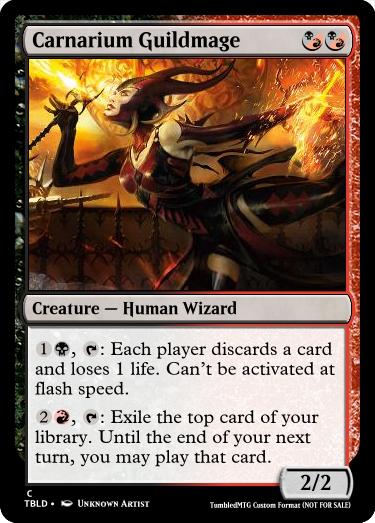 Carnarium Guildmage
Creature — Human Wizard
1, : Each player discards a card
and loses 1 life. Can't be activated at
flash speed.
2, : Exile the top card of your
library. Until the end of your next
turn, you may play that card.
2/2
C
TBLD • Unknown Artist
TumbledMTG Custom Format (NOT FOR SALE)